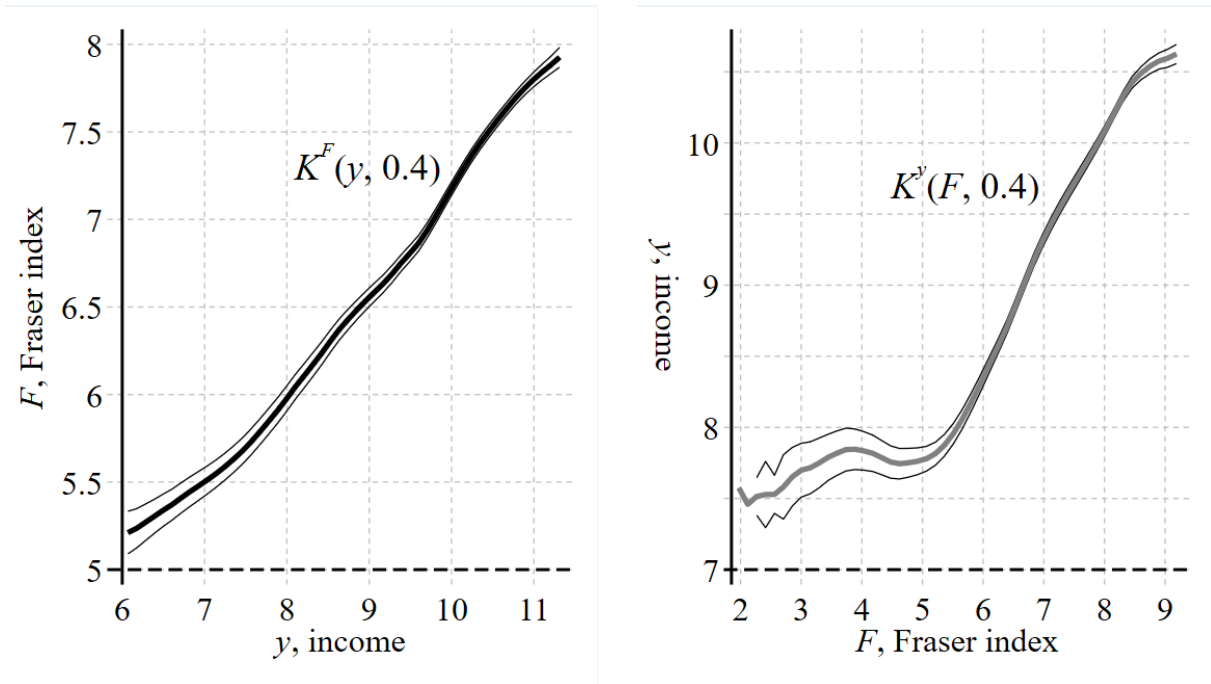 8
7.5
7
6.5
6
5.5
5
F, Fraser index
K^F(y, 0.4)
6 7 8 9 10 11
y, income
10
9
8
7
y, income
K^y(F, 0.4)
2 3 4 5 6 7 8 9
F, Fraser index